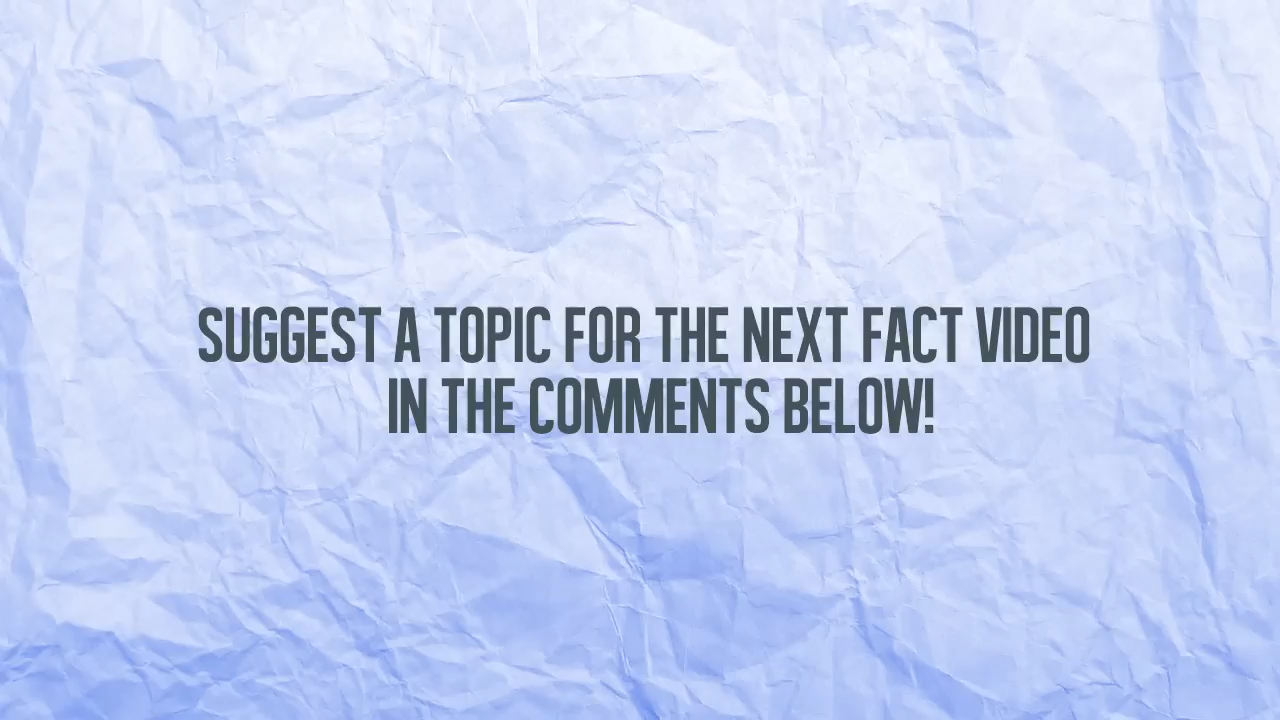 SUGGEST A TOPIC FOR THE NEXT FACT VIDEO
IN THE COMMENTS BELOW!